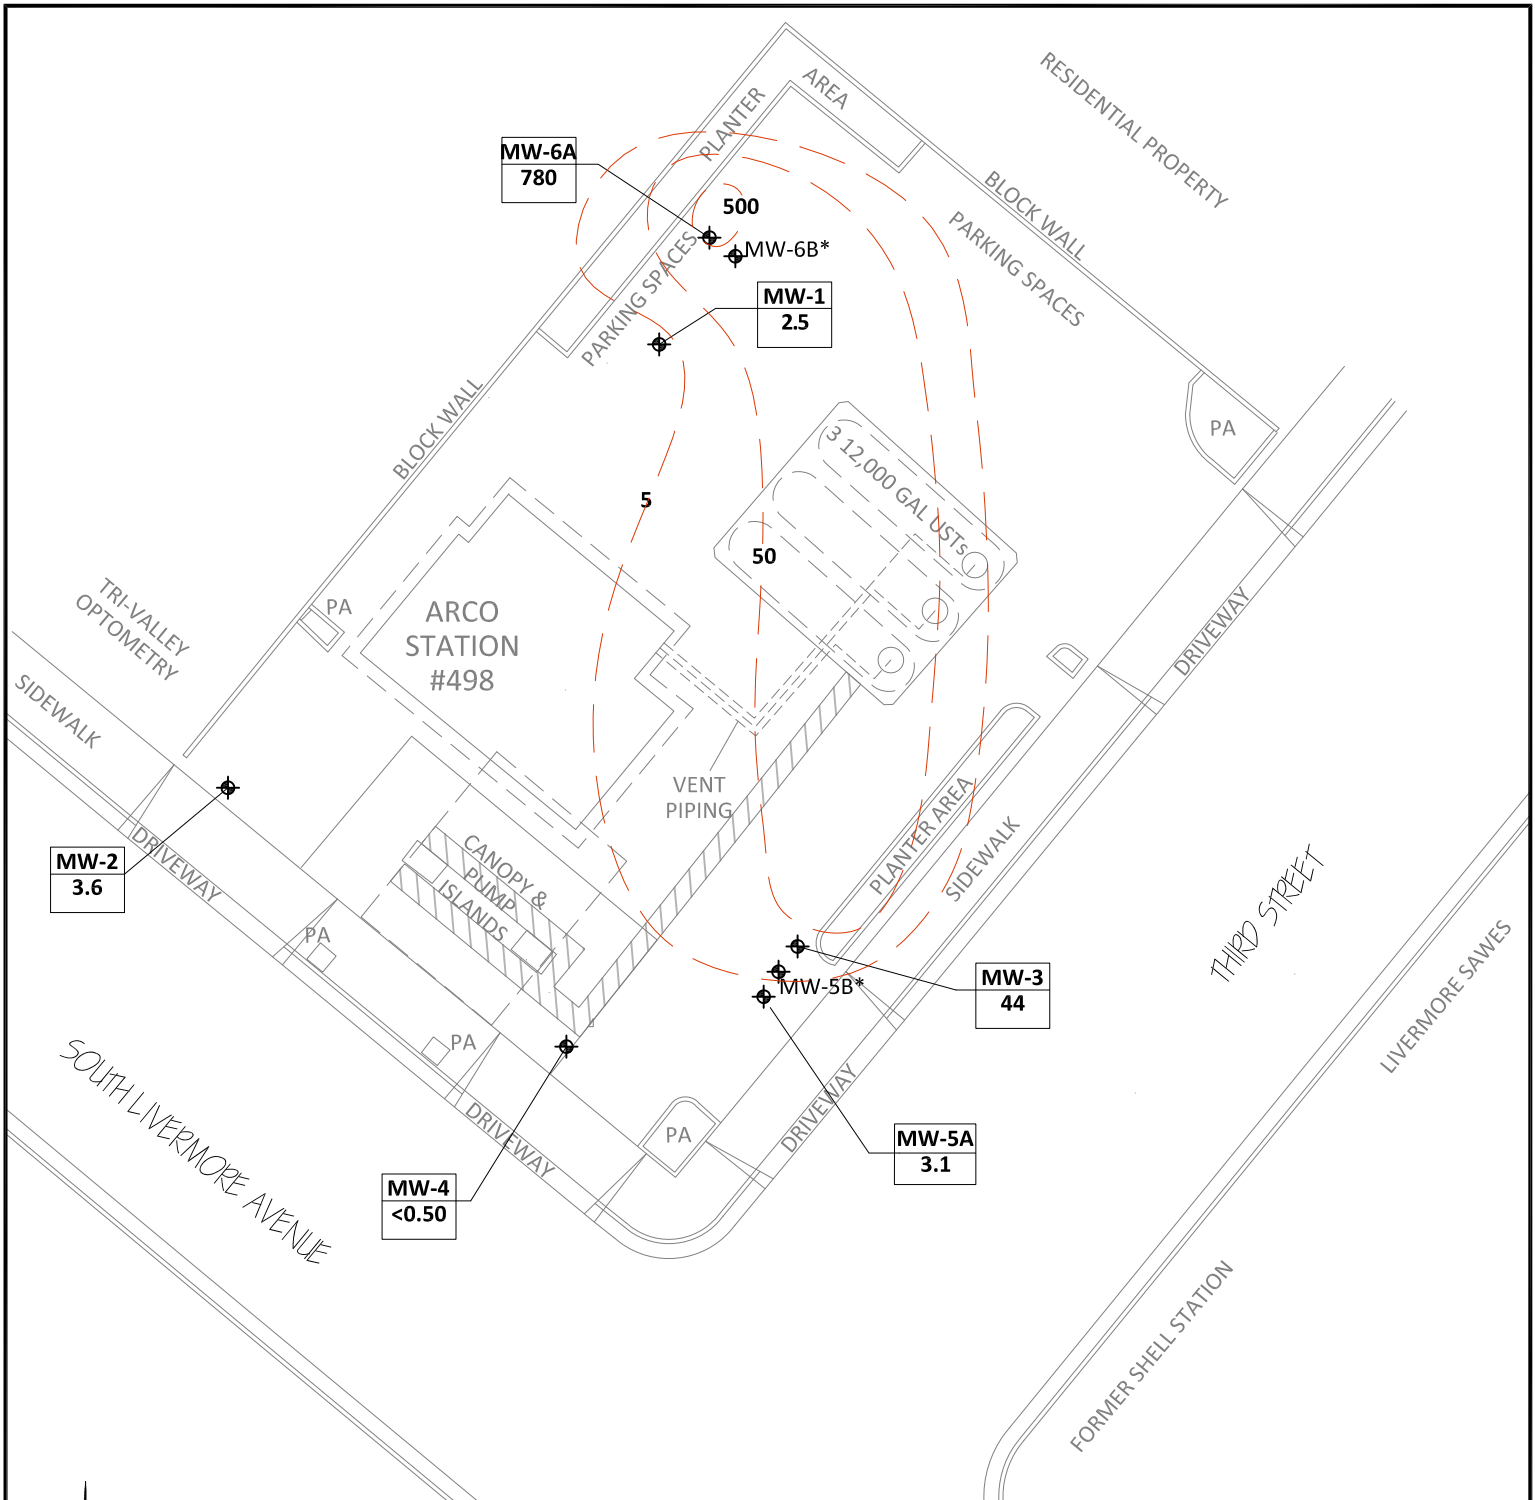 RESIDENTIAL PROPERTY
AREA
PLANTER
MW-6A
780
500
MW-6B*
BLOCK WALL
PARKING SPACES
PARKING SPACES
MW-1
2.5
BLOCK WALL
PA
3 12,000 GAL USTs
5
50
TRI-VALLEY
OPTOMETRY
PA
ARCO
STATION
#498
SIDEWALK
DRIVEWAY
VENT
PIPING
MW-2
3.6
DRIVEWAY
CANOPY &
PUMP
ISLANDS
PLANTER AREA
SIDEWALK
THIRD STREET
PA
MW-5B*
MW-3
44
LIVERMORE SAWES
PA
SOUTH LIVERMORE AVENUE
DRIVEWAY
PA
DRIVEWAY
MW-5A
3.1
MW-4
<0.50
FORMER SHELL STATION